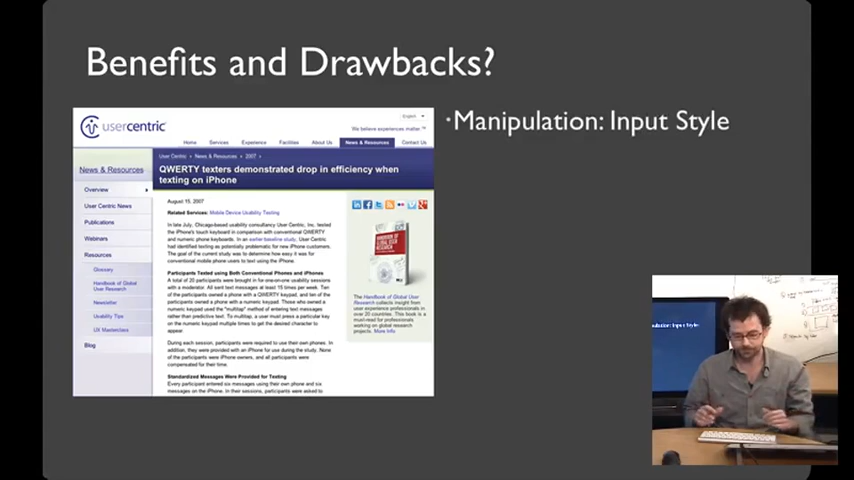 Benefits and Drawbacks?
• Manipulation: Input Style
English
usercentric
We believe experiences matter ™
Home Services Experience Facilities About Us News & Resources Contact Us
User Centric » News & Resources » 2007 »
News & Resources
QWERTY texters demonstrated drop in efficiency when
texting on iPhone
Overview
User Centric News
Publications
Webinars
Resources
Glossary
Handbook of Global
User Research
Newsletter
Usability Tips
UX Masterclass
Blog
August 15, 2007
Related Services: Mobile Device Usability Testing
In late July, Chicago-based usability consultancy User Centric, Inc. tested
the iPhone's touch keyboard in comparison with conventional QWERTY
and numeric phone keyboards. In an earlier baseline study, User Centric
had identified texting as potentially problematic for new iPhone customers.
The goal of the current study was to determine how easy it was for
conventional mobile phone users to text using the iPhone.
Participants Tested using Both Conventional Phones and iPhones
A total of 20 participants were brought in for one-on-one usability sessions
with a moderator. All sent text messages at least 15 times per week. Ten
of the participants owned a phone with a QWERTY keypad, and ten of the
participants owned a phone with a numeric keypad. Those who owned a
numeric keypad used the "multitap" method of entering text messages
rather than predictive text. To multitap, a user must press a particular key
on the numeric keypad multiple times to get the desired character to
appear.
During each session, participants were required to use their own phones. In
addition, they were provided with an iPhone for use during the study. None
of the participants were iPhone owners, and all participants were
compensated for their time.
Standardized Messages Were Provided for Texting
Every participant entered six messages using their own phone and six
messages on the iPhone. In their sessions, participants were asked to
HANDBOOK OF
GLOBAL USER
RESEARCH
The Handbook of Global User
Research collects insight from
user experience professionals in
over 20 countries. This book is a
must-read for professionals
working on global research
projects. More Info
ulation: Input Style